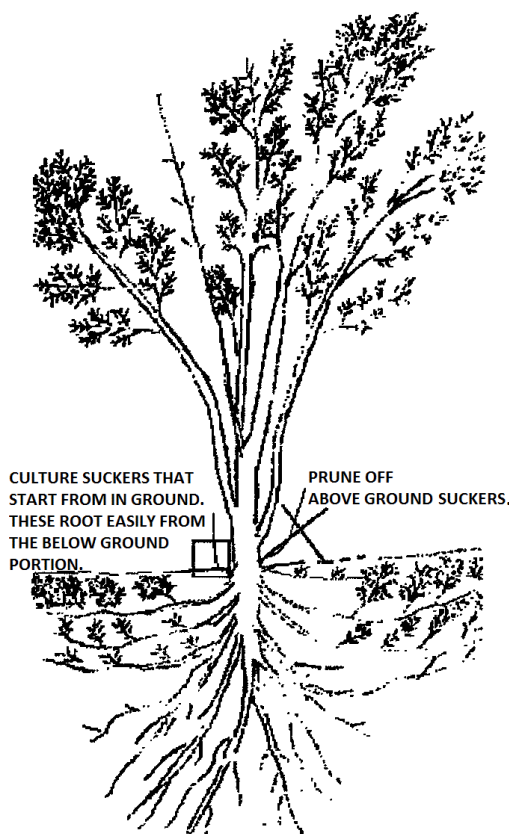 CULTURE SUCKERS THAT
START FROM IN GROUND.
THESE ROOT EASILY FROM
THE BELOW GROUND
PORTION.
PRUNE OFF
ABOVE GROUND SUCKERS.